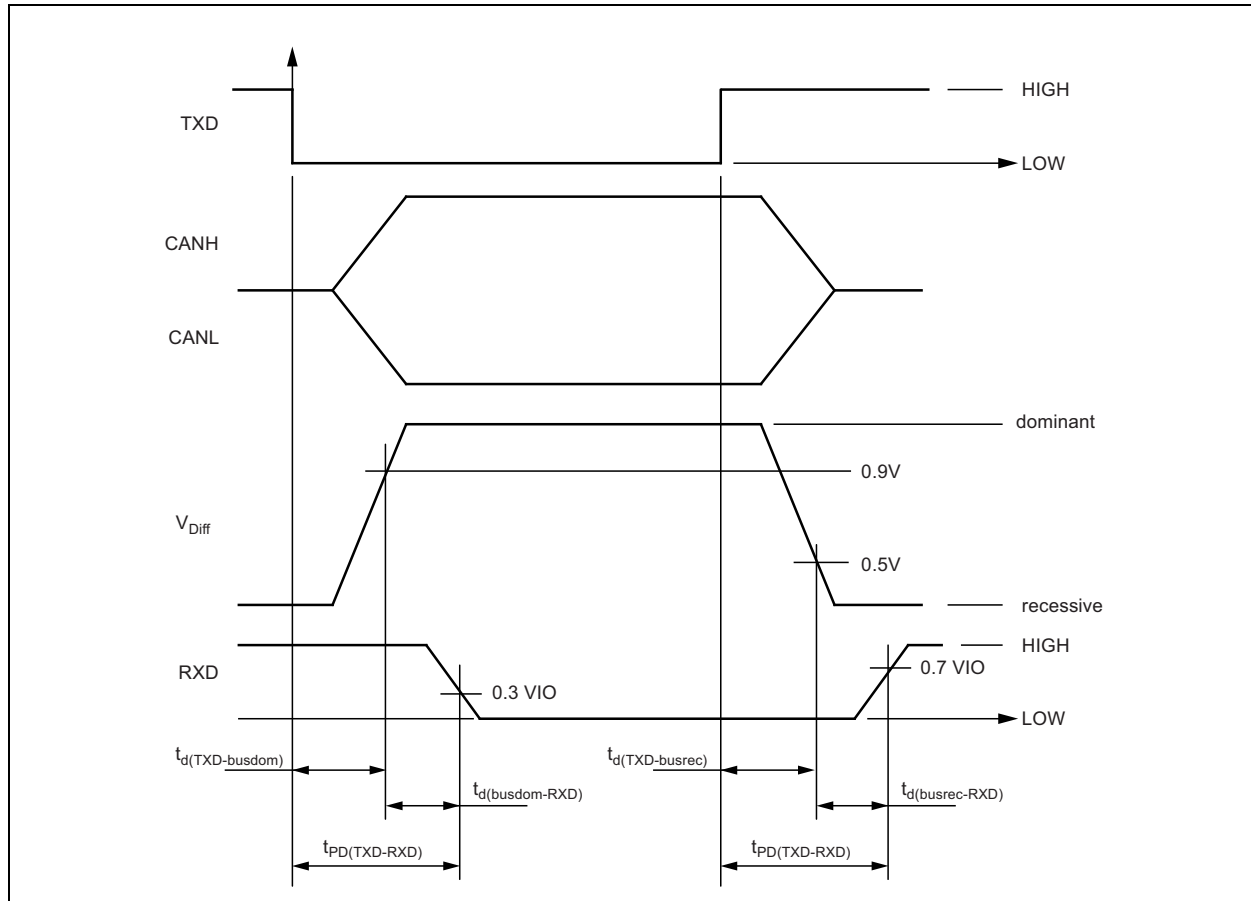 HIGH
TXD
LOW
CANH
CANL
dominant
0.9V
V_Diff
0.5V
recessive
HIGH
RXD
0.7 VIO
0.3 VIO
LOW
t_d(TXD-busdom)
t_d(TXD-busrec)
t_d(busdom-RXD)
t_d(busrec-RXD)
t_PD(TXD-RXD)
t_PD(TXD-RXD)